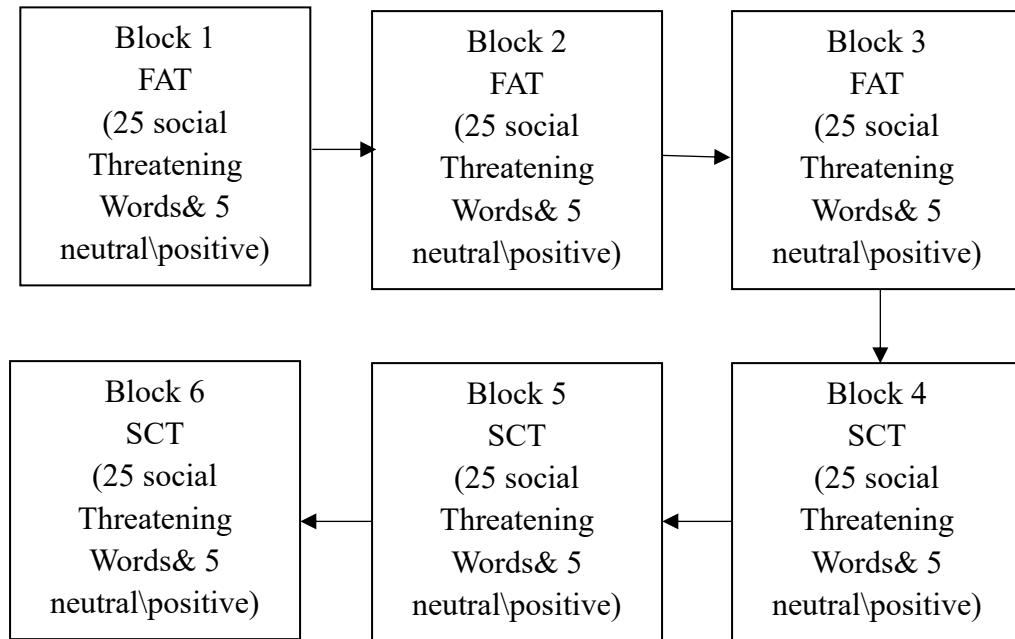 Block 1
FAT
(25 social
Threatening
Words& 5
neutral\positive)
Block 2
FAT
(25 social
Threatening
Words& 5
neutral\positive)
Block 3
FAT
(25 social
Threatening
Words& 5
neutral\positive)
Block 4
SCT
(25 social
Threatening
Words& 5
neutral\positive)
Block 5
SCT
(25 social
Threatening
Words& 5
neutral\positive)
Block 6
SCT
(25 social
Threatening
Words& 5
neutral\positive)